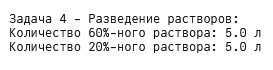 Задача 4 - Разведение растворов:
Количество 60%-ного раствора: 5.0 л
Количество 20%-ного раствора: 5.0 л